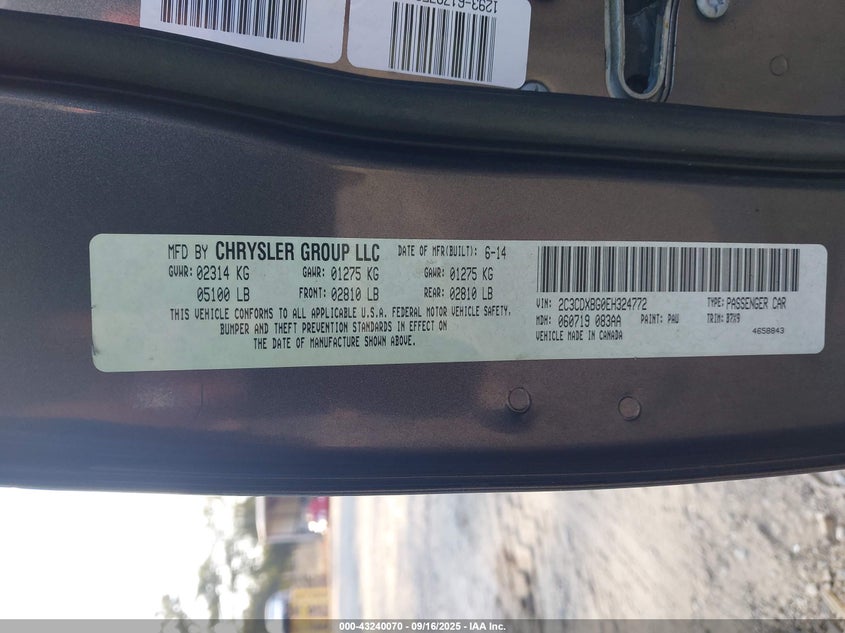 MFD BY CHRYSLER GROUP LLC DATE OF MFR(BUILT): 6-14
GVWR: 02314 KG GAWR: 01275 KG GAWR: 01275 KG
05100 LB FRONT: 02810 LB REAR: 02810 LB
THIS VEHICLE CONFORMS TO ALL APPLICABLE U.S.A. FEDERAL MOTOR VEHICLE SAFETY,
BUMPER AND THEFT PREVENTION STANDARDS IN EFFECT ON
THE DATE OF MANUFACTURE SHOWN ABOVE.
VIN: 2C3CDXBG0EH324772 TYPE: PASSENGER CAR
MDH: 060719 083AA PAINT: PAU TRIM: B7X9
VEHICLE MADE IN CANADA 4658843
000-43240070 - 09/16/2025 - IAA Inc.